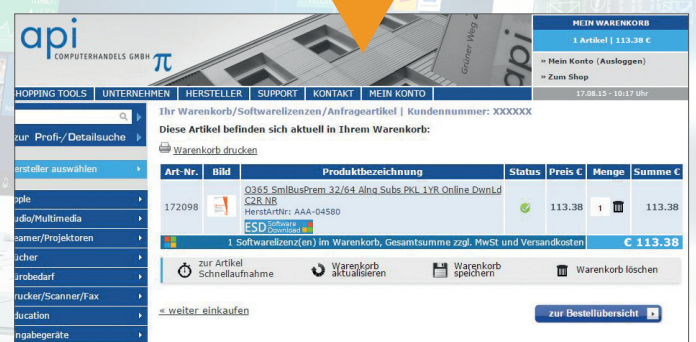 api
COMPUTERHANDELS GMBH
π
Grüner Weg 2
api
MEIN WARENKORB
1 Artikel | 113.38 €
» Mein Konto (Ausloggen)
» Zum Shop
17.08.15 - 10:17 Uhr
HOPPING TOOLS | UNTERNEHMEN | HERSTELLER | SUPPORT | KONTAKT | MEIN KONTO
zur Profi-/Detailsuche
ersteller auswählen
pple
udio/Multimedia
eamer/Projektoren
ücher
ürobedarf
rucker/Scanner/Fax
ducation
ngabegeräte
Ihr Warenkorb/Softwarelizenzen/Anfrageartikel | Kundennummer: XXXXXX
Diese Artikel befinden sich aktuell in Ihrem Warenkorb:
Warenkorb drucken
Art-Nr. Bild Produktbezeichnung Status Preis € Menge Summe €
172098 O365 SmlBusPrem 32/64 Alng Subs PKL 1YR Online DwnLd 113.38 1 113.38
C2R NR
HerstArtNr: AAA-04580
ESD Software Download
1 Softwarelizenz(en) im Warenkorb, Gesamtsumme zzgl. MwSt und Versandkosten € 113.38
zur Artikel Schnellaufnahme
Warenkorb aktualisieren
Warenkorb speichern
Warenkorb löschen
« weiter einkaufen
zur Bestellübersicht